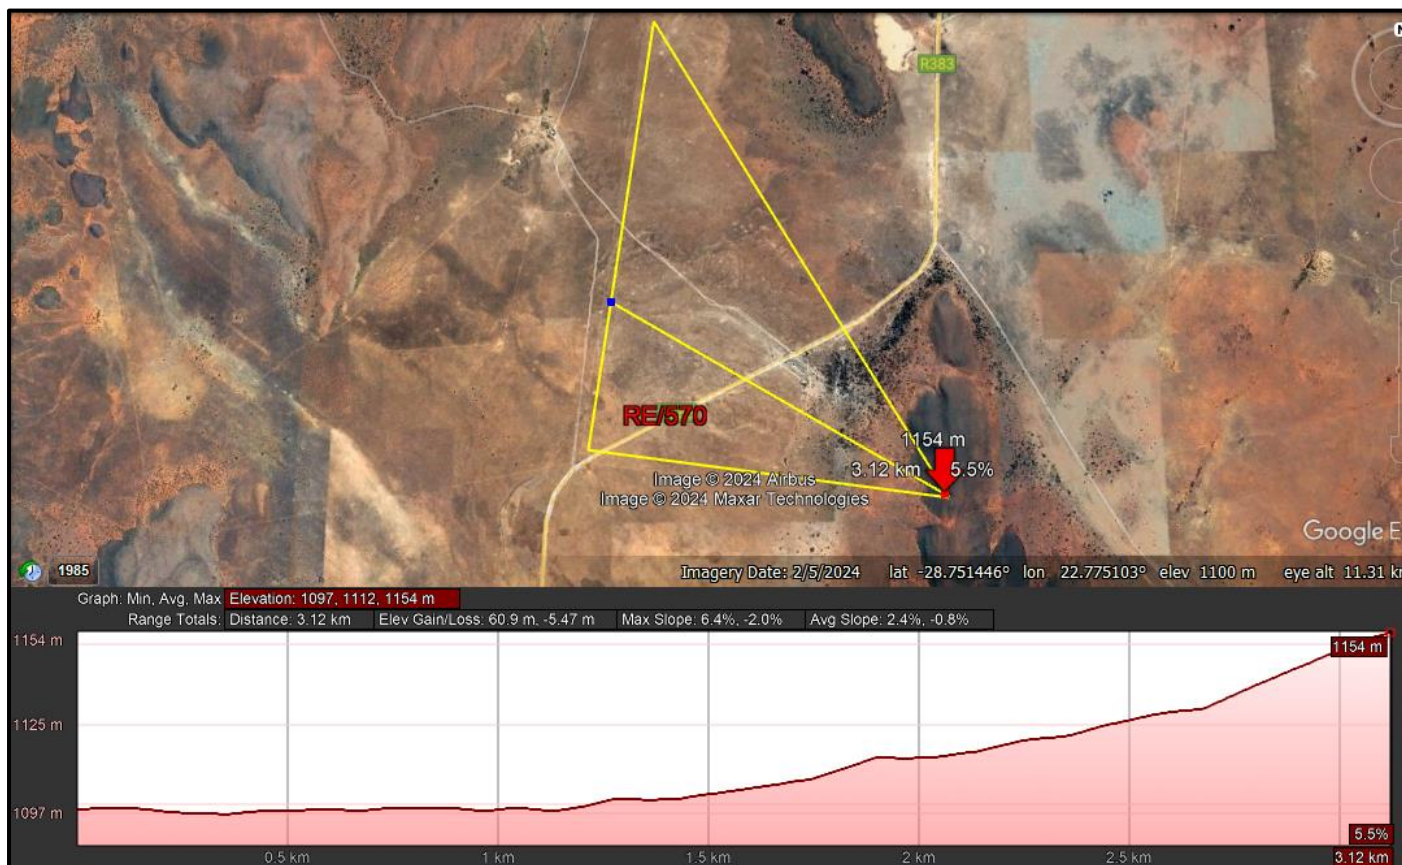 N
R383
RE/570
1154 m
3.12 km 5.5%
Image © 2024 Airbus
Image © 2024 Maxar Technologies
Google E
1985
Imagery Date: 2/5/2024 lat -28.751446° lon 22.775103° elev 1100 m eye alt 11.31 km
Graph: Min, Avg, Max Elevation: 1097, 1112, 1154 m
Range Totals: Distance: 3.12 km Elev Gain/Loss: 60.9 m, -5.47 m Max Slope: 6.4%, -2.0% Avg Slope: 2.4%, -0.8%
1154 m
1154 m
1125 m
1097 m
5.5%
0.5 km 1 km 1.5 km 2 km 2.5 km 3.12 km